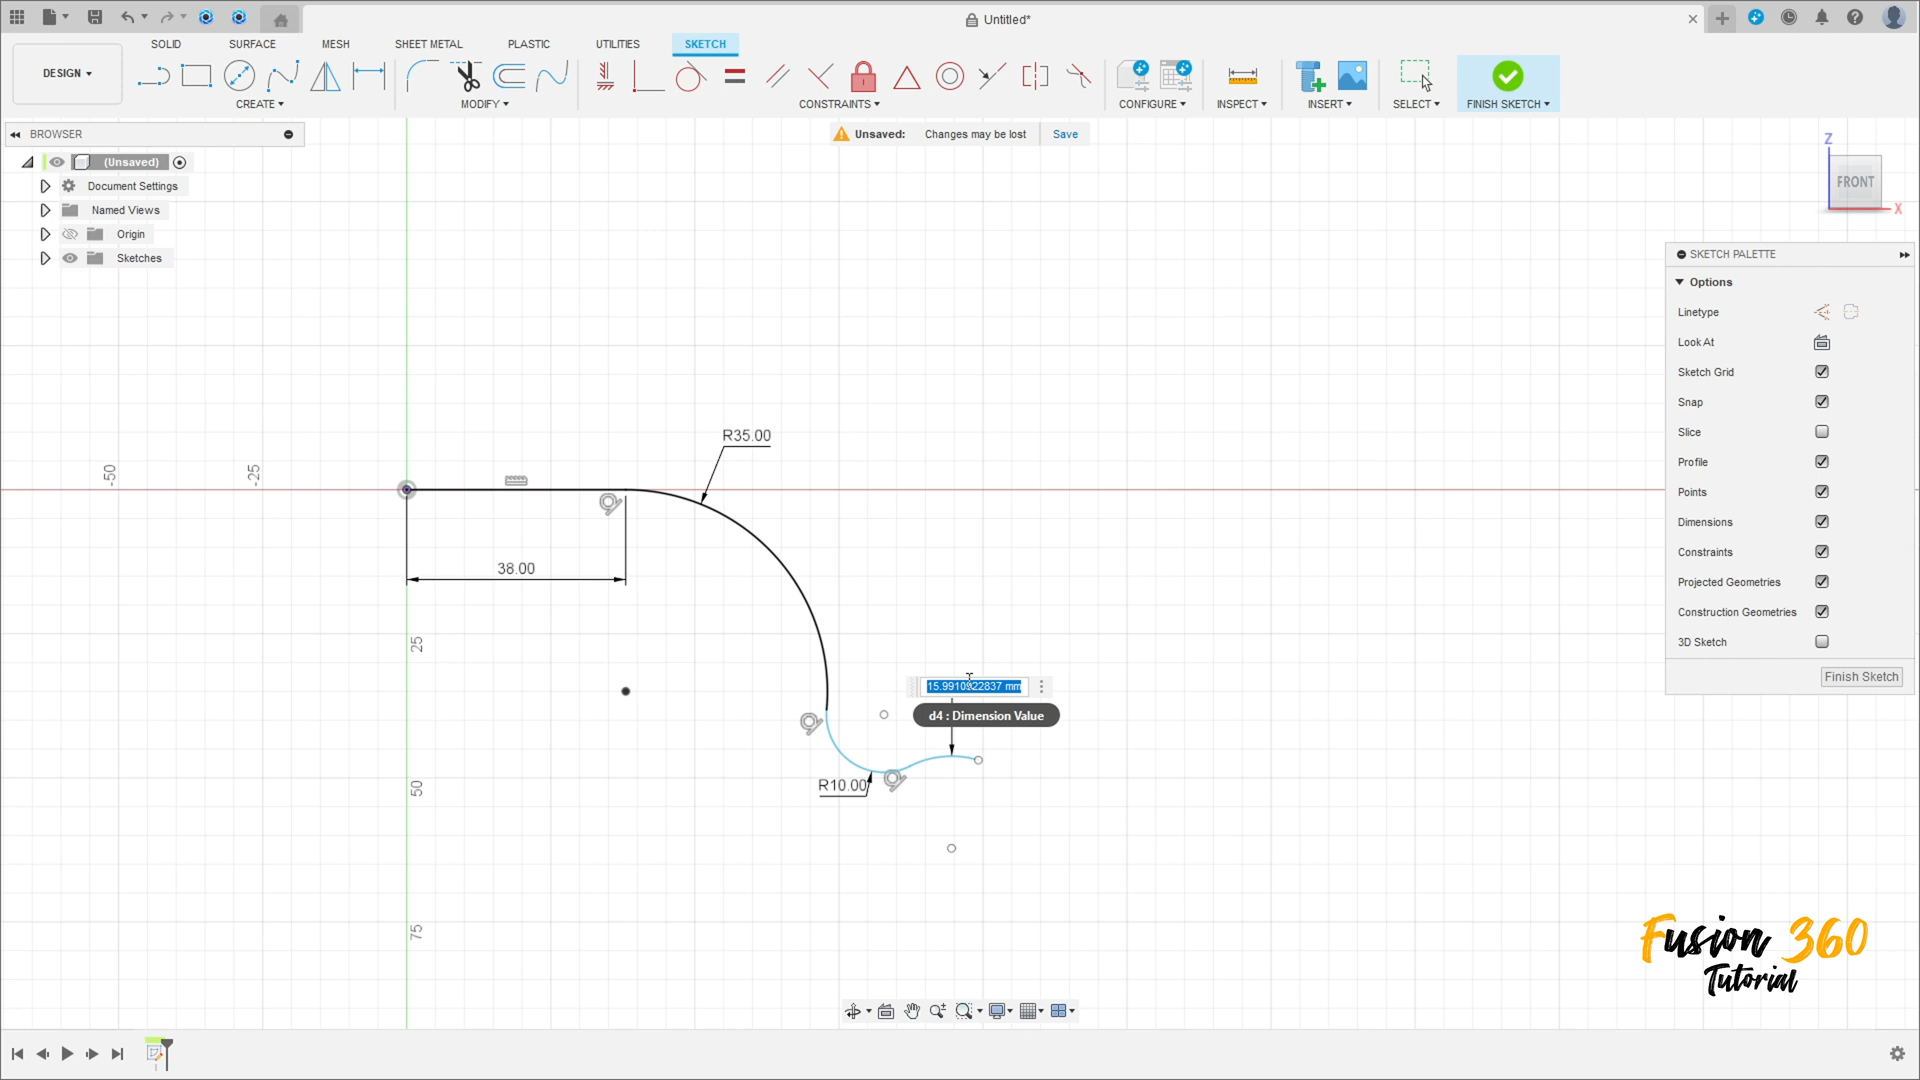 Untitled*
DESIGN
SOLID
SURFACE
MESH
SHEET METAL
PLASTIC
UTILITIES
SKETCH
CREATE
MODIFY
CONSTRAINTS
CONFIGURE
INSPECT
INSERT
SELECT
FINISH SKETCH
BROWSER
(Unsaved)
Document Settings
Named Views
Origin
Sketches
Unsaved: Changes may be lost Save
Z
FRONT
X
SKETCH PALETTE
Options
Linetype
Look At
Sketch Grid
Snap
Slice
Profile
Points
Dimensions
Constraints
Projected Geometries
Construction Geometries
3D Sketch
Finish Sketch
-50
-25
R35.00
38.00
25
d4 : Dimension Value
R10.00
50
75
Fusion 360
Tutorial